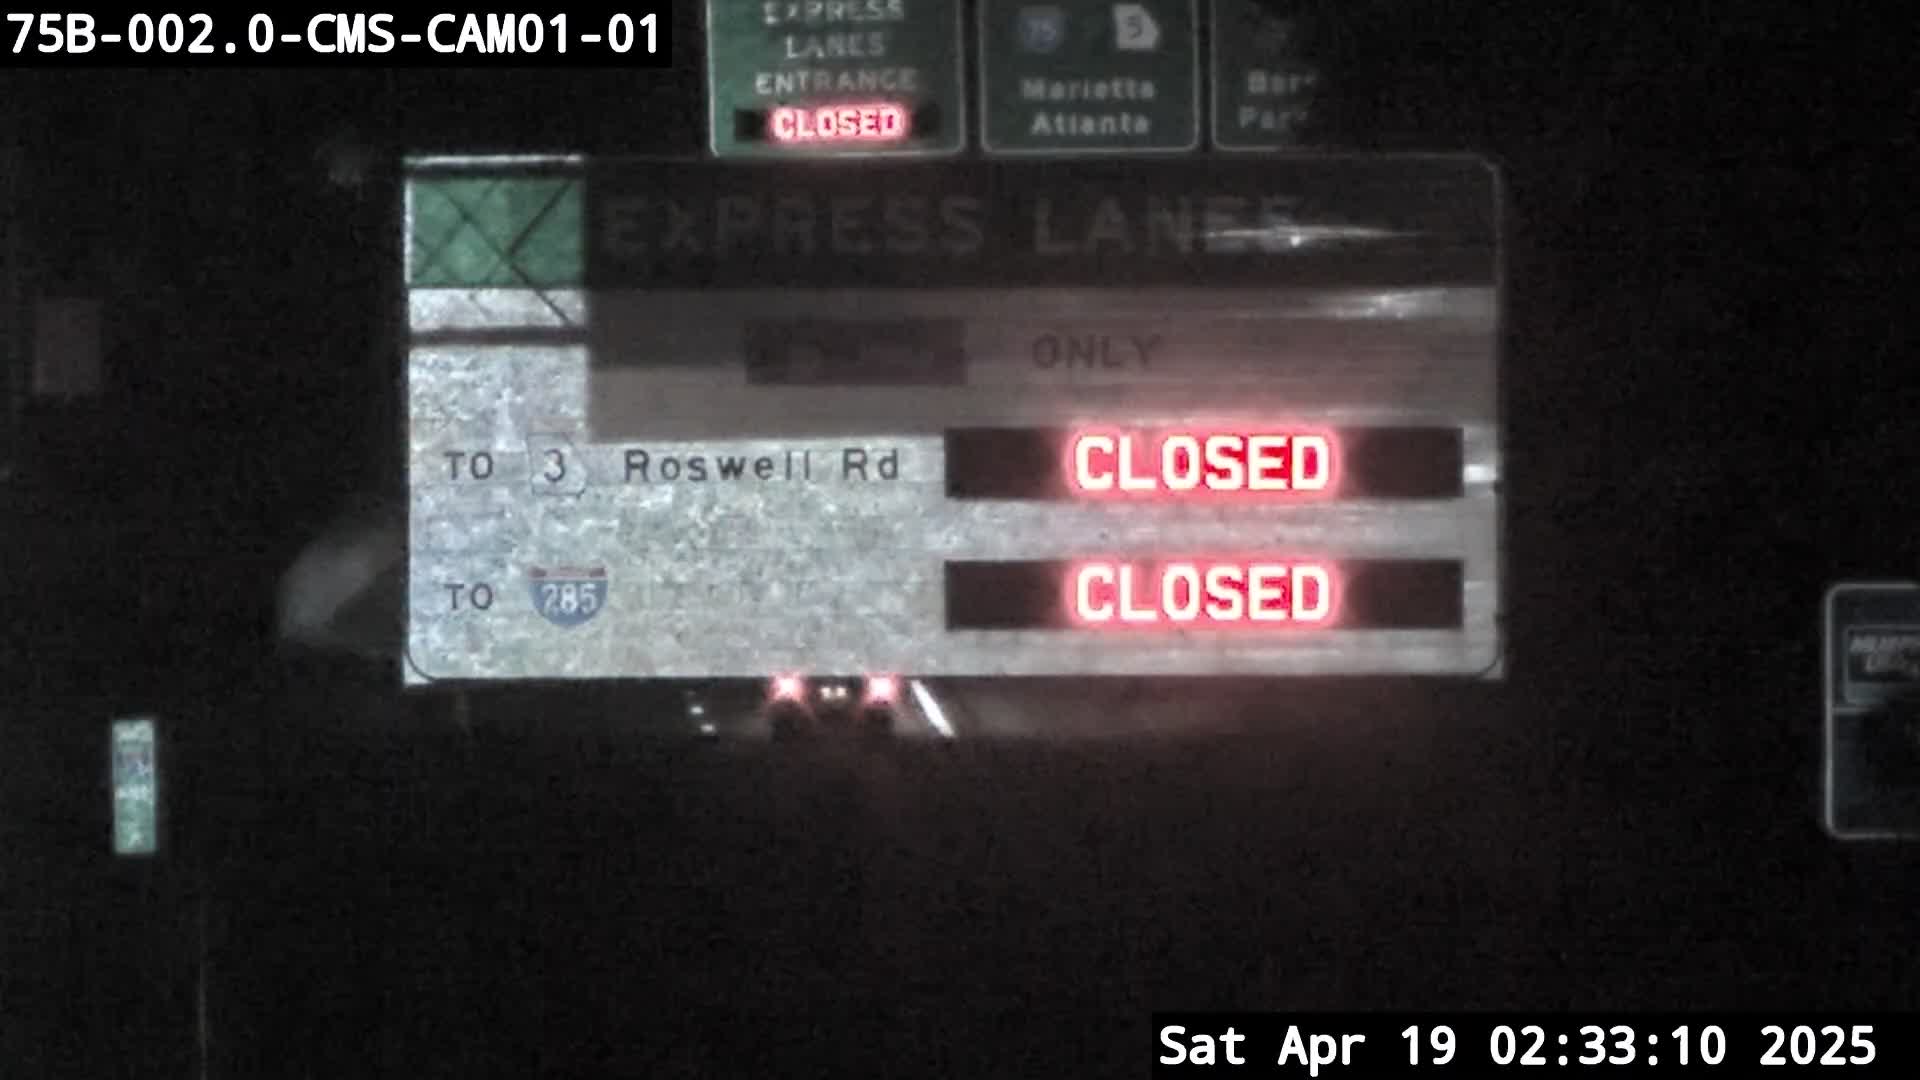 75B-002.0-CMS-CAM01-01
EXPRESS
LANES
ENTRANCE
CLOSED
75 5
Marietta
Atlanta
EXPRESS LANES
ONLY
TO 3 Roswell Rd CLOSED
TO 285 CLOSED
Sat Apr 19 02:33:10 2025